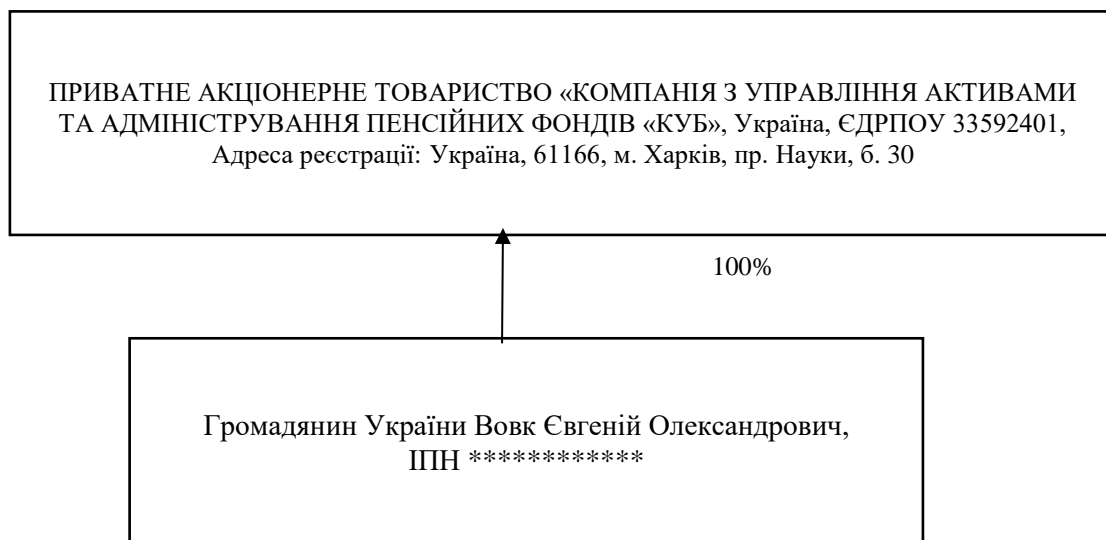 ПРИВАТНЕ АКЦІОНЕРНЕ ТОВАРИСТВО «КОМПАНІЯ З УПРАВЛІННЯ АКТИВАМИ
ТА АДМІНІСТРУВАННЯ ПЕНСІЙНИХ ФОНДІВ «КУБ», Україна, ЄДРПОУ 33592401,
Адреса реєстрації: Україна, 61166, м. Харків, пр. Науки, б. 30
100%
Громадянин України Вовк Євгеній Олександрович,
ІПН ************